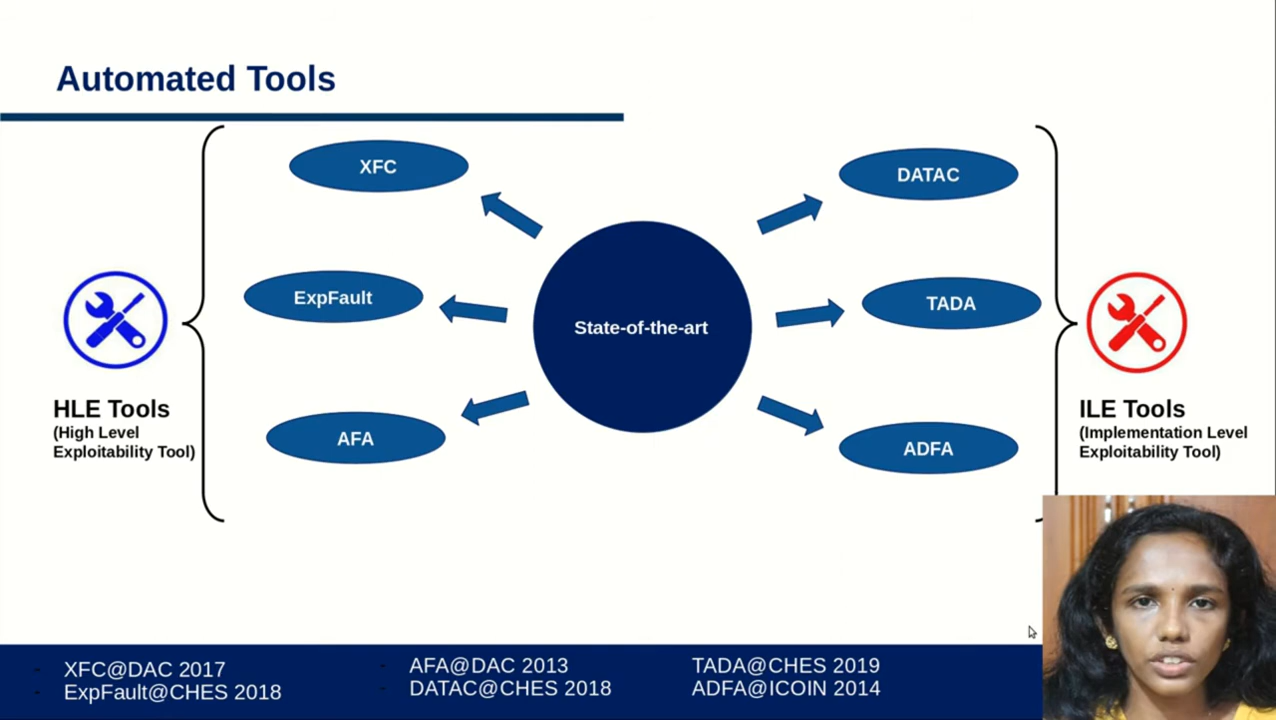 Automated Tools
XFC
ExpFault
AFA
State-of-the-art
DATAC
TADA
ADFA
HLE Tools
(High Level
Exploitability Tool)
ILE Tools
(Implementation Level
Exploitability Tool)
XFC@DAC 2017
ExpFault@CHES 2018
AFA@DAC 2013
DATAC@CHES 2018
TADA@CHES 2019
ADFA@ICOIN 2014